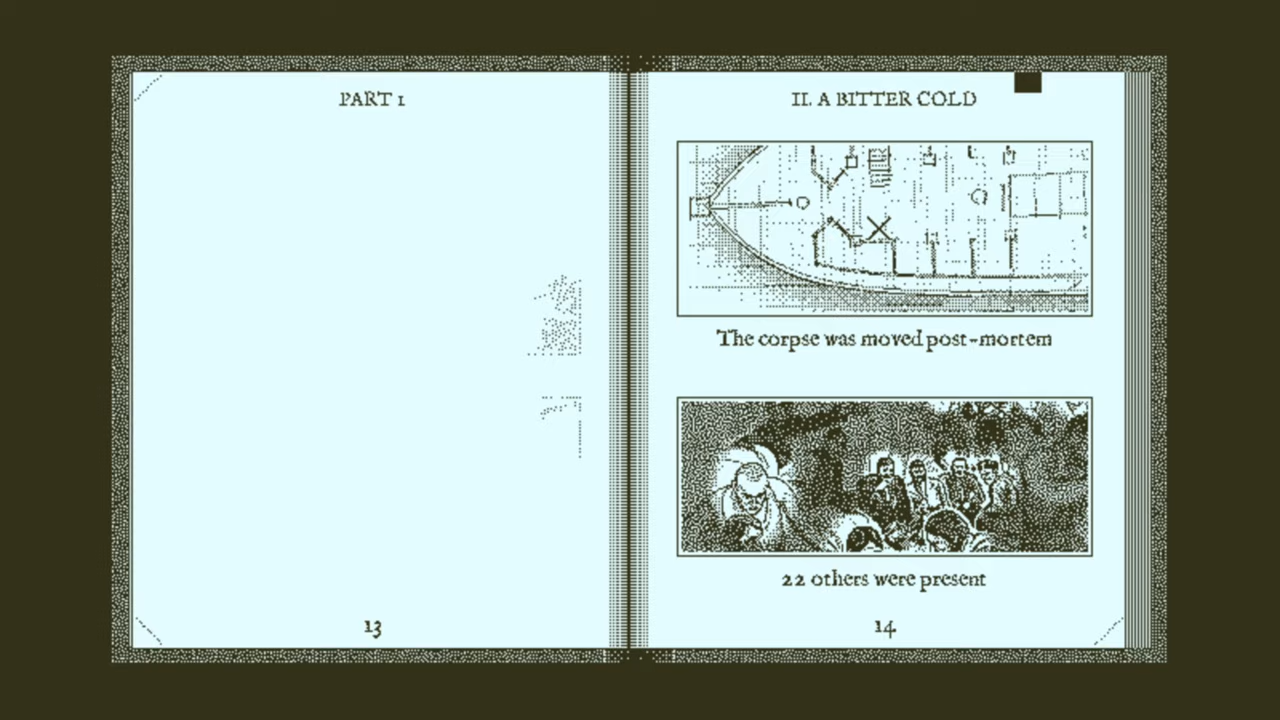 PART 1
13
II. A BITTER COLD
The corpse was moved post-mortem
22 others were present
14